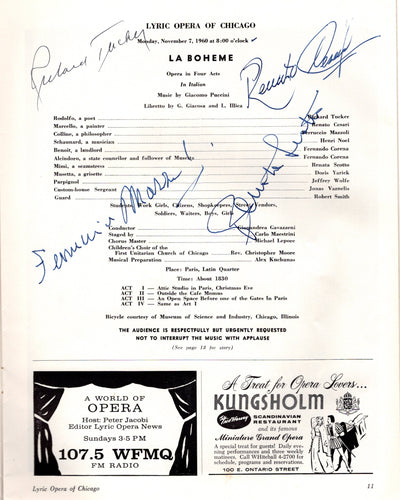 LYRIC OPERA OF CHICAGO
Monday, November 7, 1960 at 8:00 o'clock
LA BOHEME
Opera in Four Acts
In Italian
Music by Giacomo Puccini
Libretto by G. Giacosa and L. Illica
Richard Tucker
Renato Cesari
Rodolfo, a poet Richard Tucker
Marcello, a painter Renato Cesari
Colline, a philosopher Ferruccio Mazzoli
Schaunard, a musician Henri Noel
Benoit, a landlord Fernando Corena
Alcindoro, a state councilor and follower of Musetta Fernando Corena
Mimi, a seamstress Renata Scotto
Musetta, a grisette Doris Yarick
Parpignol Jeffrey Wolfe
Custom-house Sergeant Jonas Vaznelis
Guard Robert Smith
Renata Scotto
Students, Work Girls, Citizens, Shopkeepers, Street Vendors,
Soldiers, Waiters, Boys, Girls
Conductor Gianandrea Gavazzeni
Staged by Carlo Maestrini
Chorus Master Michael Lepore
Children's Choir of the
First Unitarian Church of Chicago Rev. Christopher Moore
Musical Preparation Alex Kuchunas
Place: Paris, Latin Quarter
Time: About 1830
ACT I — Attic Studio in Paris, Christmas Eve
ACT II — Outside the Cafe Momus
ACT III — An Open Space Before one of the Gates In Paris
ACT IV — Same as Act I
Bicycle courtesy of Museum of Science and Industry, Chicago, Illinois
THE AUDIENCE IS RESPECTFULLY BUT URGENTLY REQUESTED
NOT TO INTERRUPT THE MUSIC WITH APPLAUSE
(See page 12 for story)
A WORLD OF
OPERA
Host: Peter Jacobi
Editor Lyric Opera News
Sundays 3-5 PM
107.5 WFMQ
FM RADIO
A Treat for Opera Lovers...
KUNGSHOLM
SCANDINAVIAN
RESTAURANT
and its famous
Miniature Grand Opera
A special treat for guests! Daily evening performances and three weekly matinees. Call WHitehall 4-2700 for schedule, programs and reservations.
100 E. ONTARIO ST.
Lyric Opera of Chicago
11